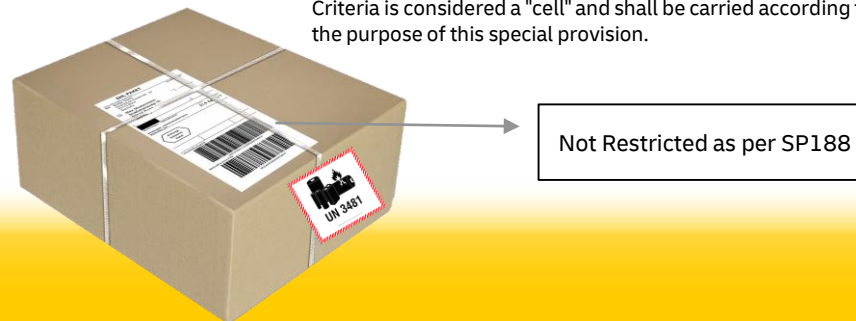 Criteria is considered a "cell" and shall be carried according
the purpose of this special provision.
Not Restricted as per SP188
UN 3481